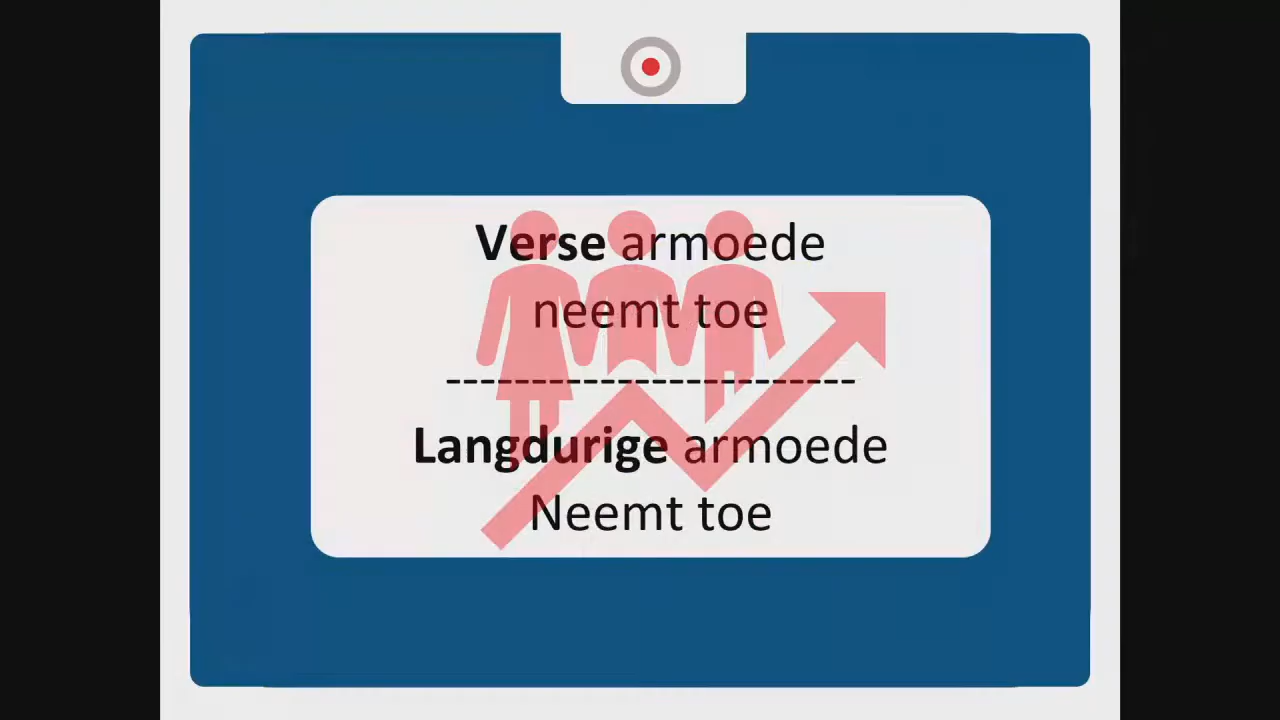 Verse armoede
neemt toe
------------------------
Langdurige armoede
Neemt toe